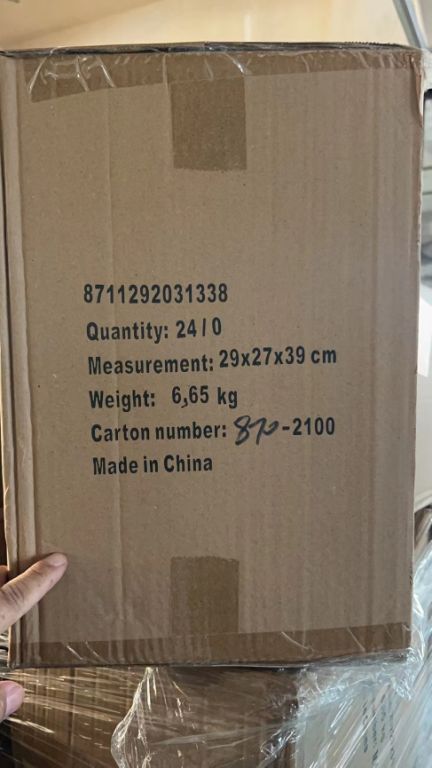 8711292031338
Quantity: 24/0
Measurement: 29x27x39 cm
Weight: 6,65 kg
Carton number: 870-2100
Made in China